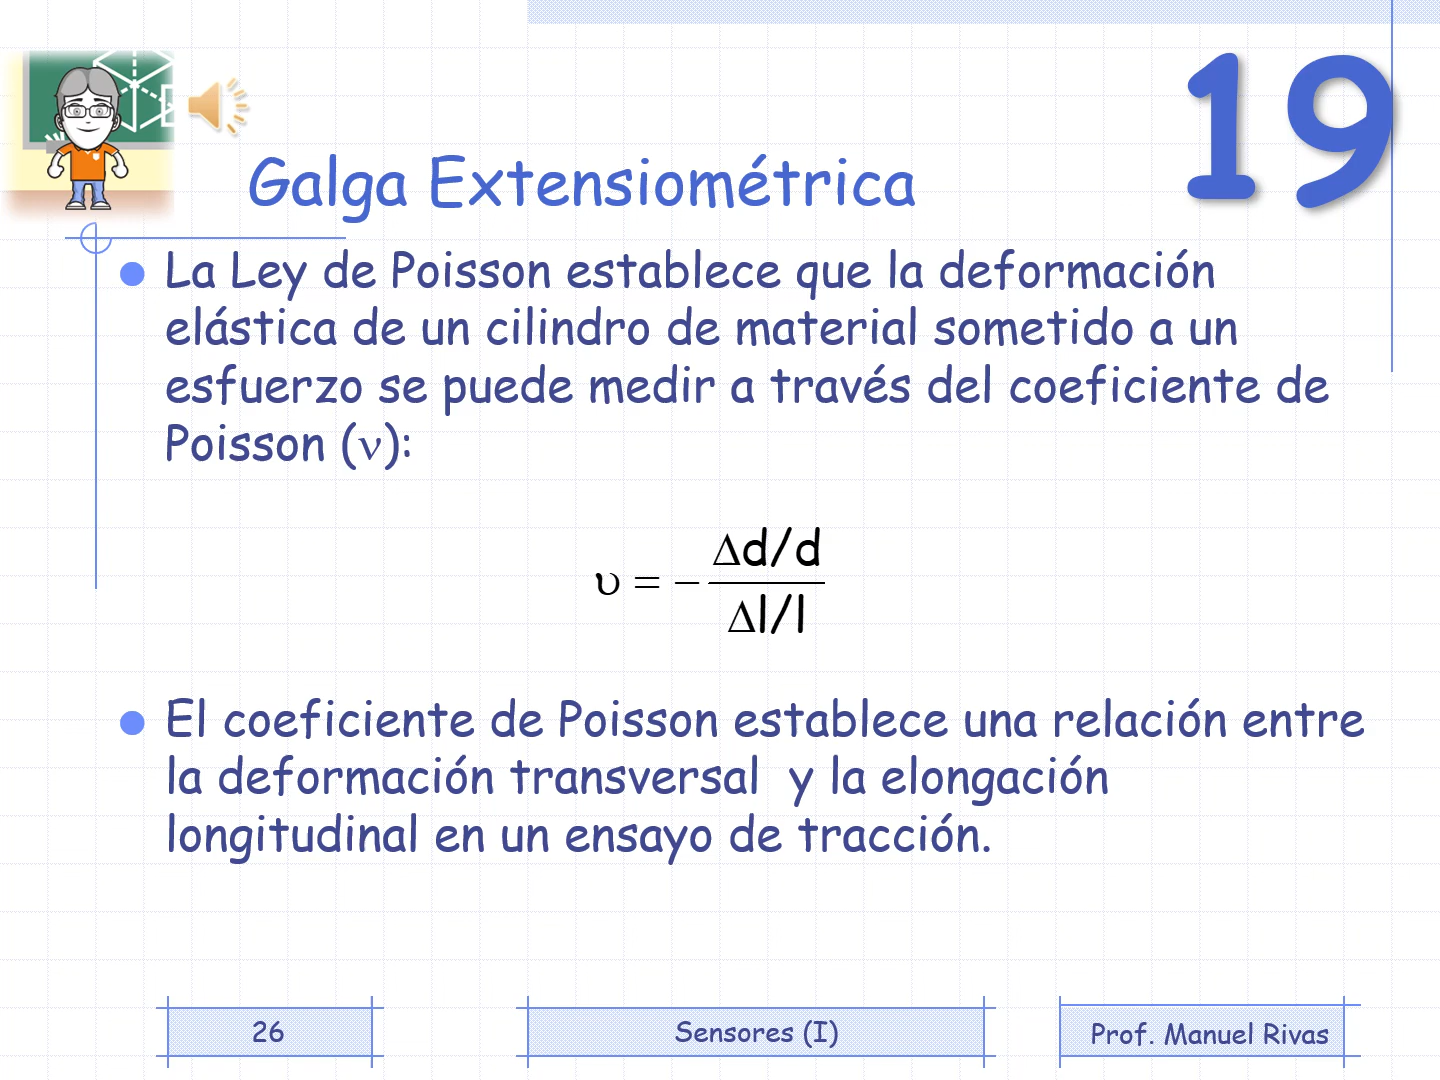 19
Galga Extensiométrica
La Ley de Poisson establece que la deformación
elástica de un cilindro de material sometido a un
esfuerzo se puede medir a través del coeficiente de
Poisson (ν):
υ = − Δd/d
Δl/l
El coeficiente de Poisson establece una relación entre
la deformación transversal y la elongación
longitudinal en un ensayo de tracción.
26
Sensores (I)
Prof. Manuel Rivas